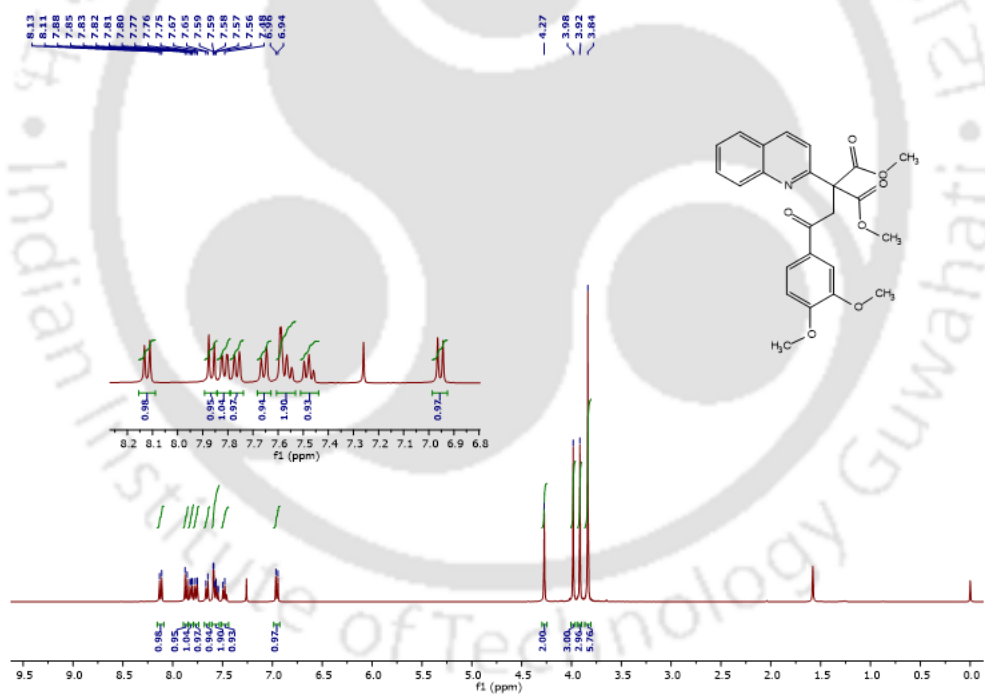 8.13
8.11
7.88
7.85
7.83
7.82
7.81
7.80
7.77
7.76
7.75
7.67
7.65
7.59
7.59
7.58
7.57
7.56
7.48
6.96
6.94
4.27
3.98
3.92
3.84
N
O
O
CH3
O
O
CH3
O
O
CH3
O
H3C
0.98
0.95
1.04
0.97
0.94
1.90
0.93
0.97
8.2 8.1 8.0 7.9 7.8 7.7 7.6 7.5 7.4 7.3 7.2 7.1 7.0 6.9 6.8
f1 (ppm)
0.98
0.95
1.04
0.97
0.94
1.90
0.93
0.97
2.00
3.00
2.96
5.76
9.5 9.0 8.5 8.0 7.5 7.0 6.5 6.0 5.5 5.0 4.5 4.0 3.5 3.0 2.5 2.0 1.5 1.0 0.5 0.0
f1 (ppm)
Indian Institute of Technology Guwahati